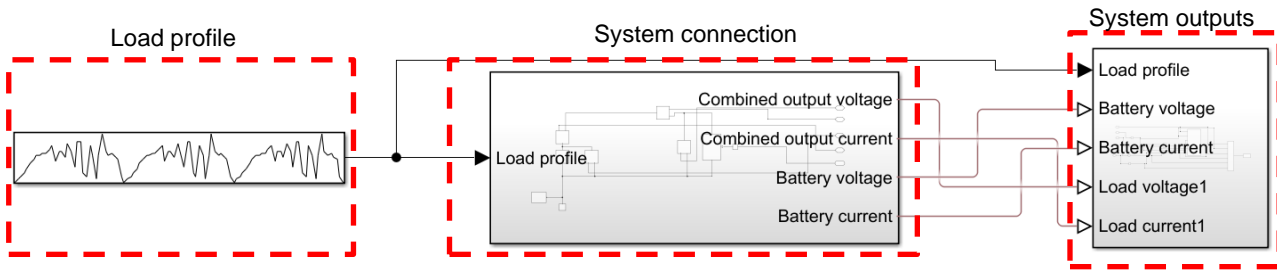 Load profile
System connection
System outputs
Load profile
Combined output voltage
Combined output current
Battery voltage
Battery current
Load profile
Battery voltage
Battery current
Load voltage1
Load current1